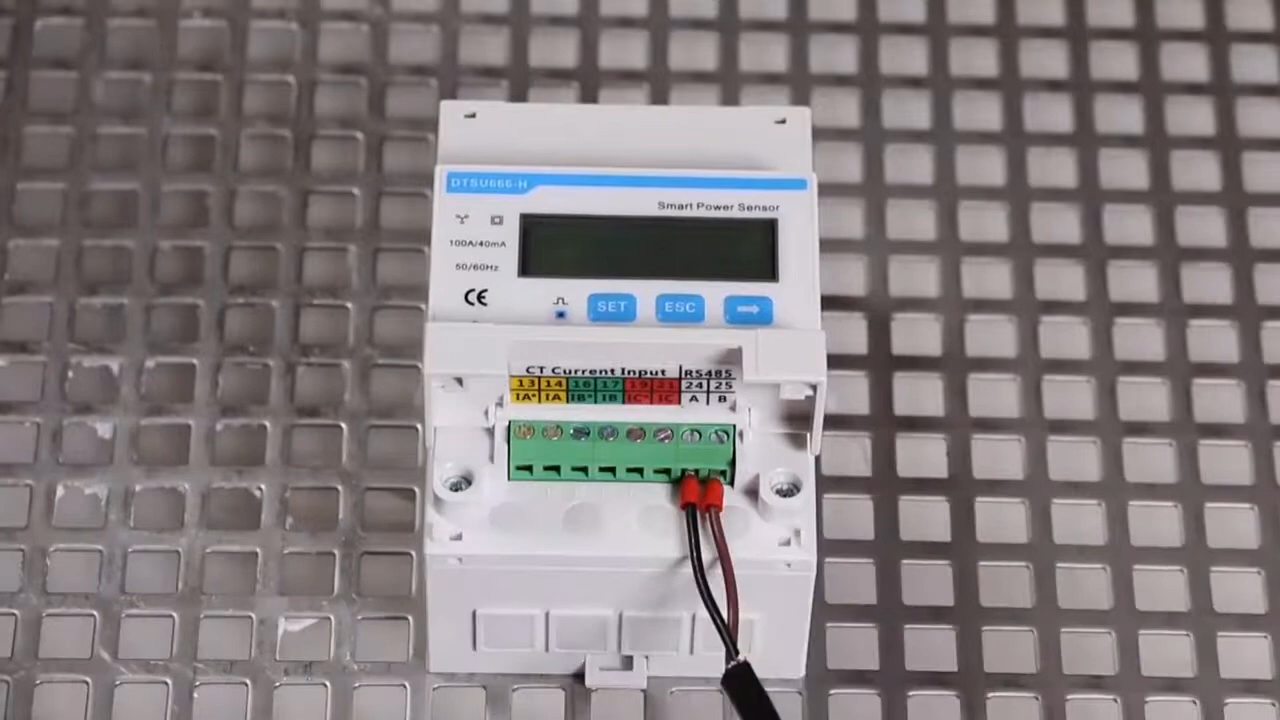 DTSU666-H
Smart Power Sensor
100A/40mA
50/60Hz
CE
SET ESC
CT Current Input RS485
13 14 16 17 19 21 24 25
IA* IA IB* IB IC* IC A B